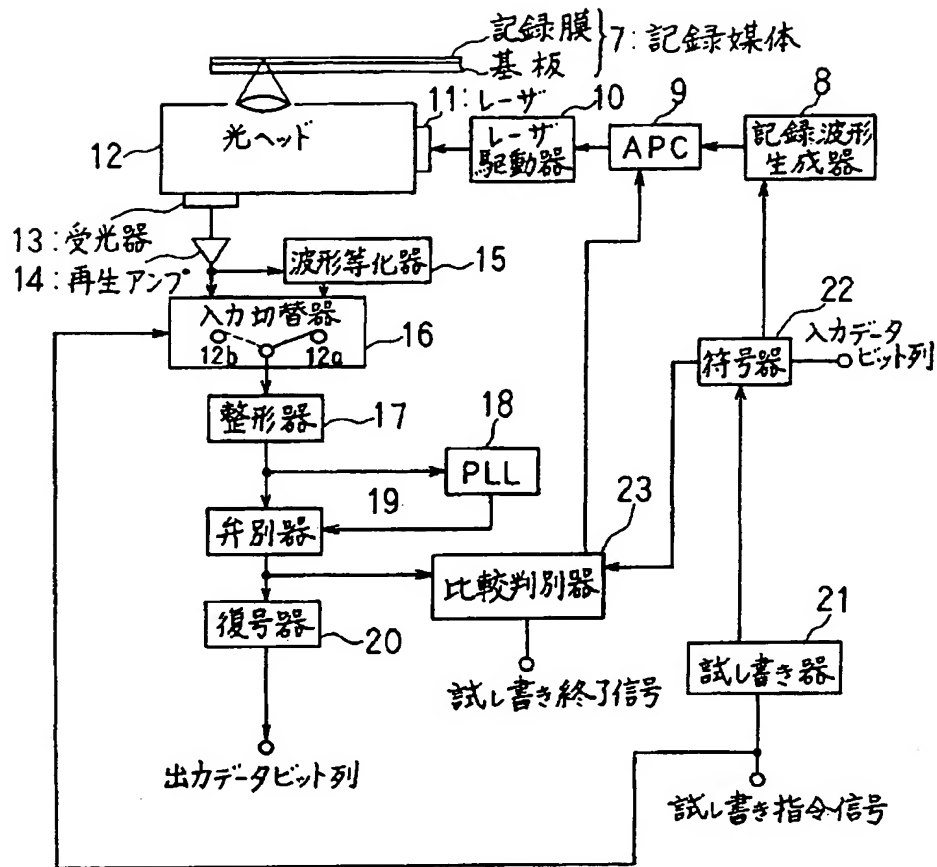 記録膜
基板
}7:記録媒体
11:レーザ
10
9
8
12
光ヘッド
レーザ
駆動器
APC
記録波形
生成器
13:受光器
14:再生アンプ
波形等化器
15
入力切替器
12b
12a
16
22
符号器
入力データ
ビット列
整形器
17
18
PLL
19
弁別器
23
比較判別器
復号器
20
21
試し書き器
試し書き終了信号
出力データビット列
試し書き指令信号